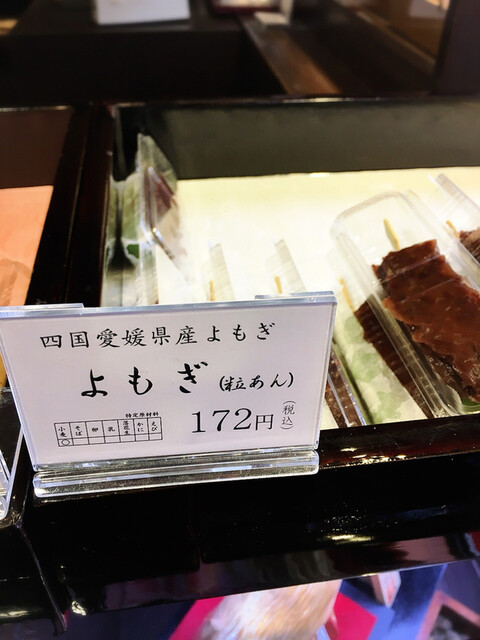 四国愛媛県産よもぎ
よもぎ(粒あん)
172円(税込)
特定原材料
小麦 そば 卵 乳 落花生 かに えび
○